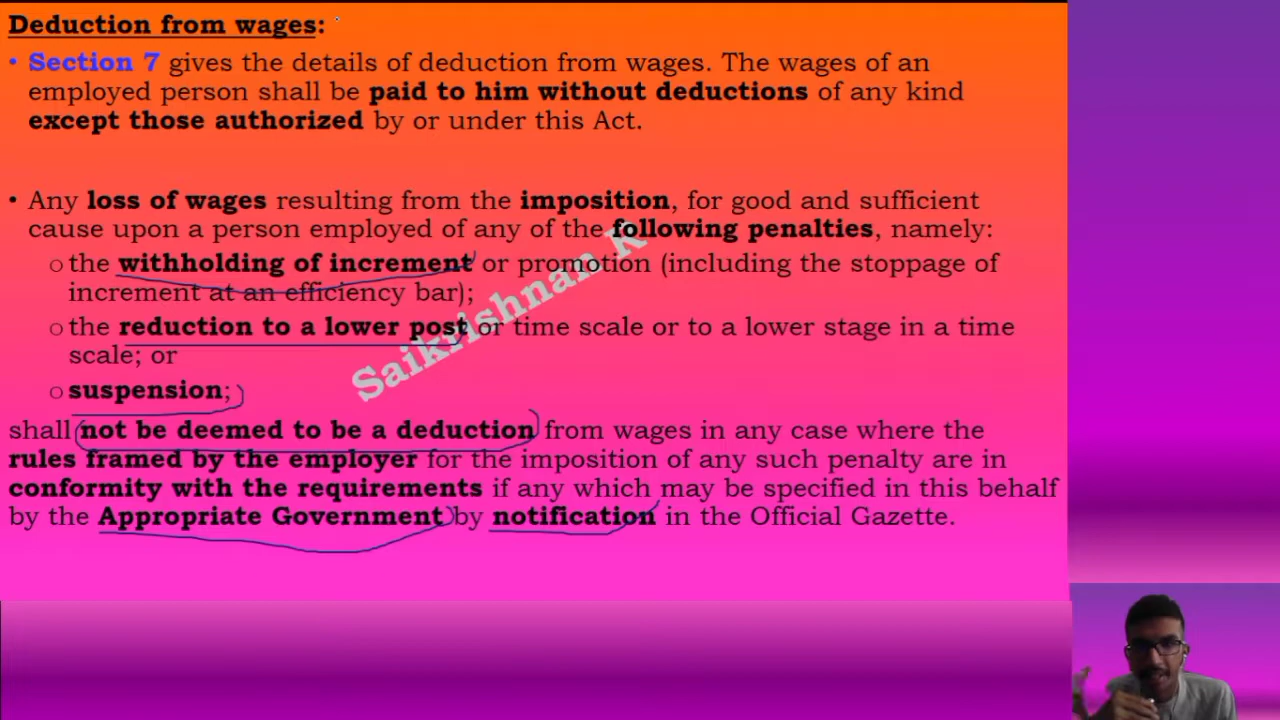 Deduction from wages:
• Section 7 gives the details of deduction from wages. The wages of an
employed person shall be paid to him without deductions of any kind
except those authorized by or under this Act.
• Any loss of wages resulting from the imposition, for good and sufficient
cause upon a person employed of any of the following penalties, namely:
o the withholding of increment or promotion (including the stoppage of
increment at an efficiency bar);
o the reduction to a lower post or time scale or to a lower stage in a time
scale; or
o suspension;
shall not be deemed to be a deduction from wages in any case where the
rules framed by the employer for the imposition of any such penalty are in
conformity with the requirements if any which may be specified in this behalf
by the Appropriate Government by notification in the Official Gazette.
Saikrishnan K